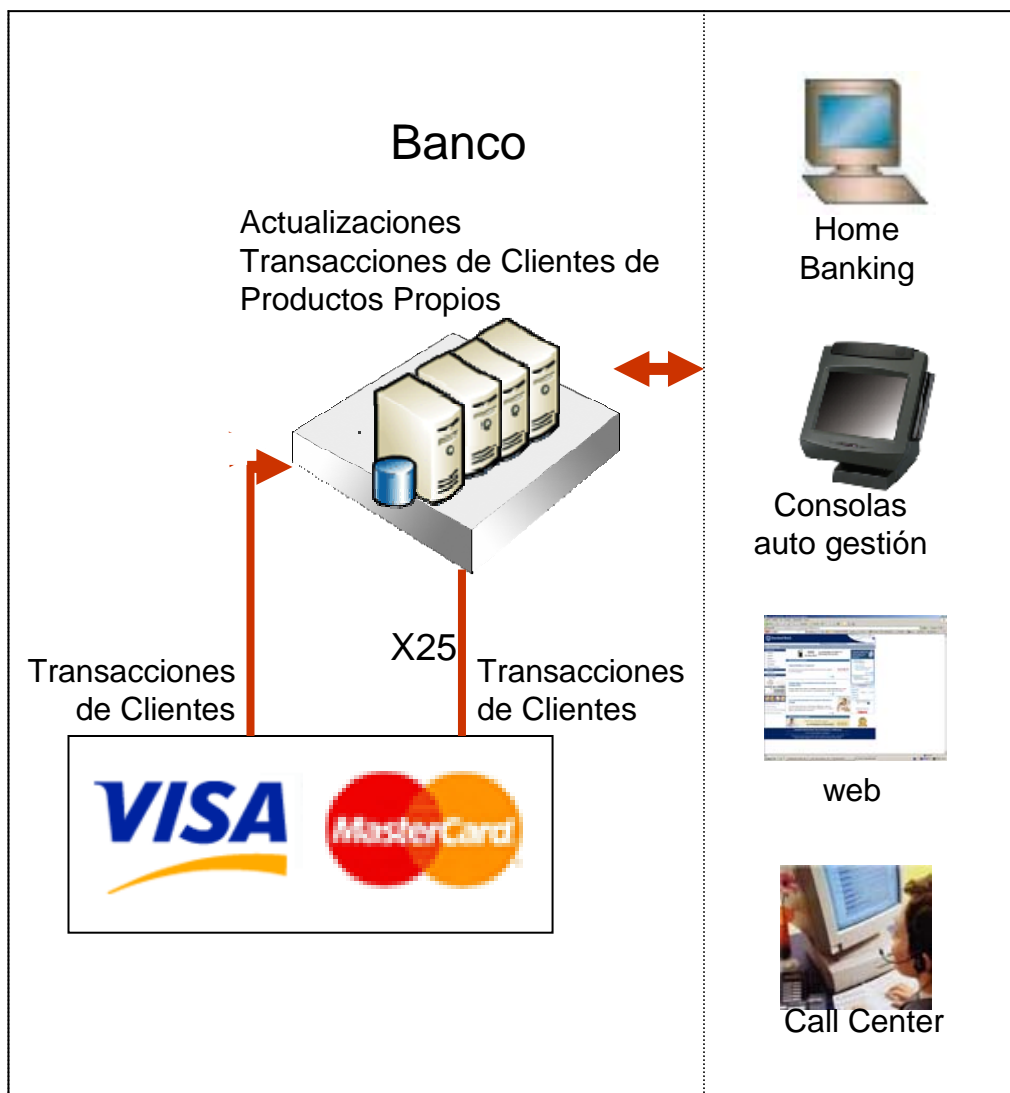 Banco
Actualizaciones
Transacciones de Clientes de
Productos Propios
X25
Transacciones
de Clientes
Transacciones
de Clientes
VISA
MasterCard
Home
Banking
Consolas
auto gestión
web
Call Center